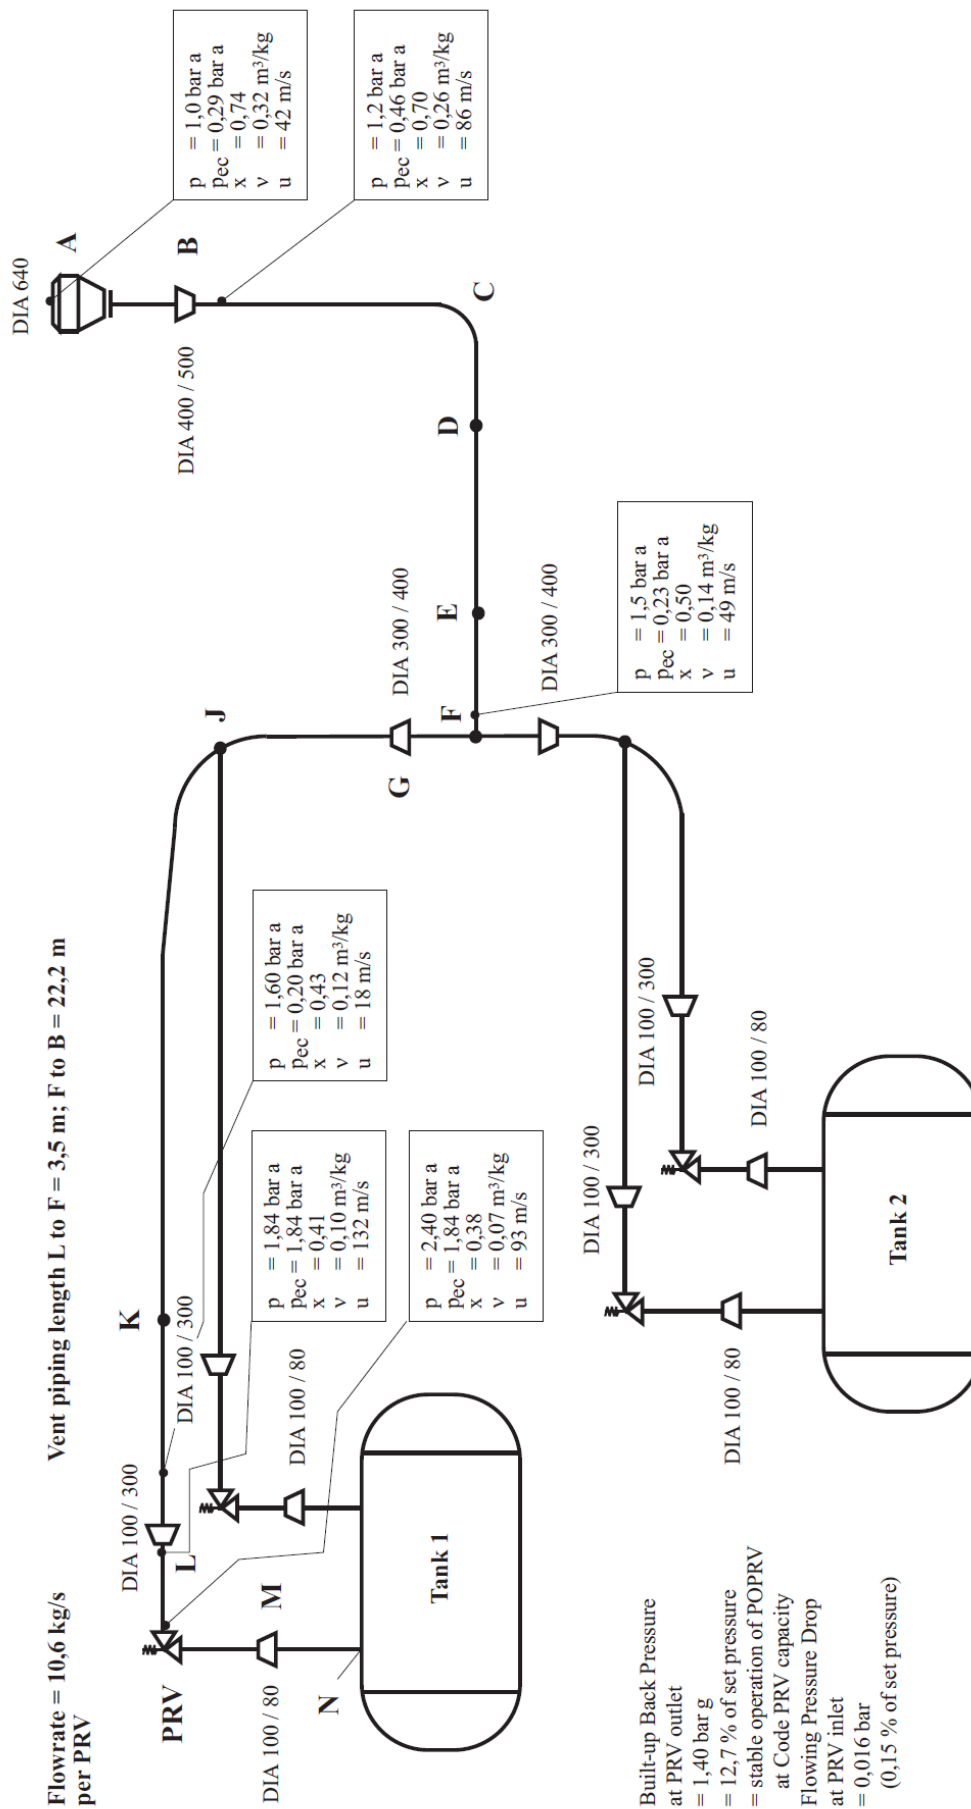 Flowrate = 10,6 kg/s
per PRV
Vent piping length L to F = 3,5 m; F to B = 22,2 m
DIA 640
A
p = 1,0 bar a
pec = 0,29 bar a
x = 0,74
ν = 0,32 m³/kg
u = 42 m/s
B
DIA 400 / 500
p = 1,2 bar a
pec = 0,46 bar a
x = 0,70
ν = 0,26 m³/kg
u = 86 m/s
C
D
E
F
G
J
K
L
M
N
PRV
DIA 300 / 400
DIA 300 / 400
p = 1,5 bar a
pec = 0,23 bar a
x = 0,50
ν = 0,14 m³/kg
u = 49 m/s
DIA 100 / 300
DIA 100 / 300
p = 1,60 bar a
pec = 0,20 bar a
x = 0,43
ν = 0,12 m³/kg
u = 18 m/s
p = 1,84 bar a
pec = 1,84 bar a
x = 0,41
ν = 0,10 m³/kg
u = 132 m/s
p = 2,40 bar a
pec = 1,84 bar a
x = 0,38
ν = 0,07 m³/kg
u = 93 m/s
DIA 100 / 80
DIA 100 / 80
Tank 1
DIA 100 / 300
DIA 100 / 300
DIA 100 / 80
DIA 100 / 80
Tank 2
Built-up Back Pressure
at PRV outlet
= 1,40 bar g
= 12,7 % of set pressure
= stable operation of POPRV
at Code PRV capacity
Flowing Pressure Drop
at PRV inlet
= 0,016 bar
(0,15 % of set pressure)